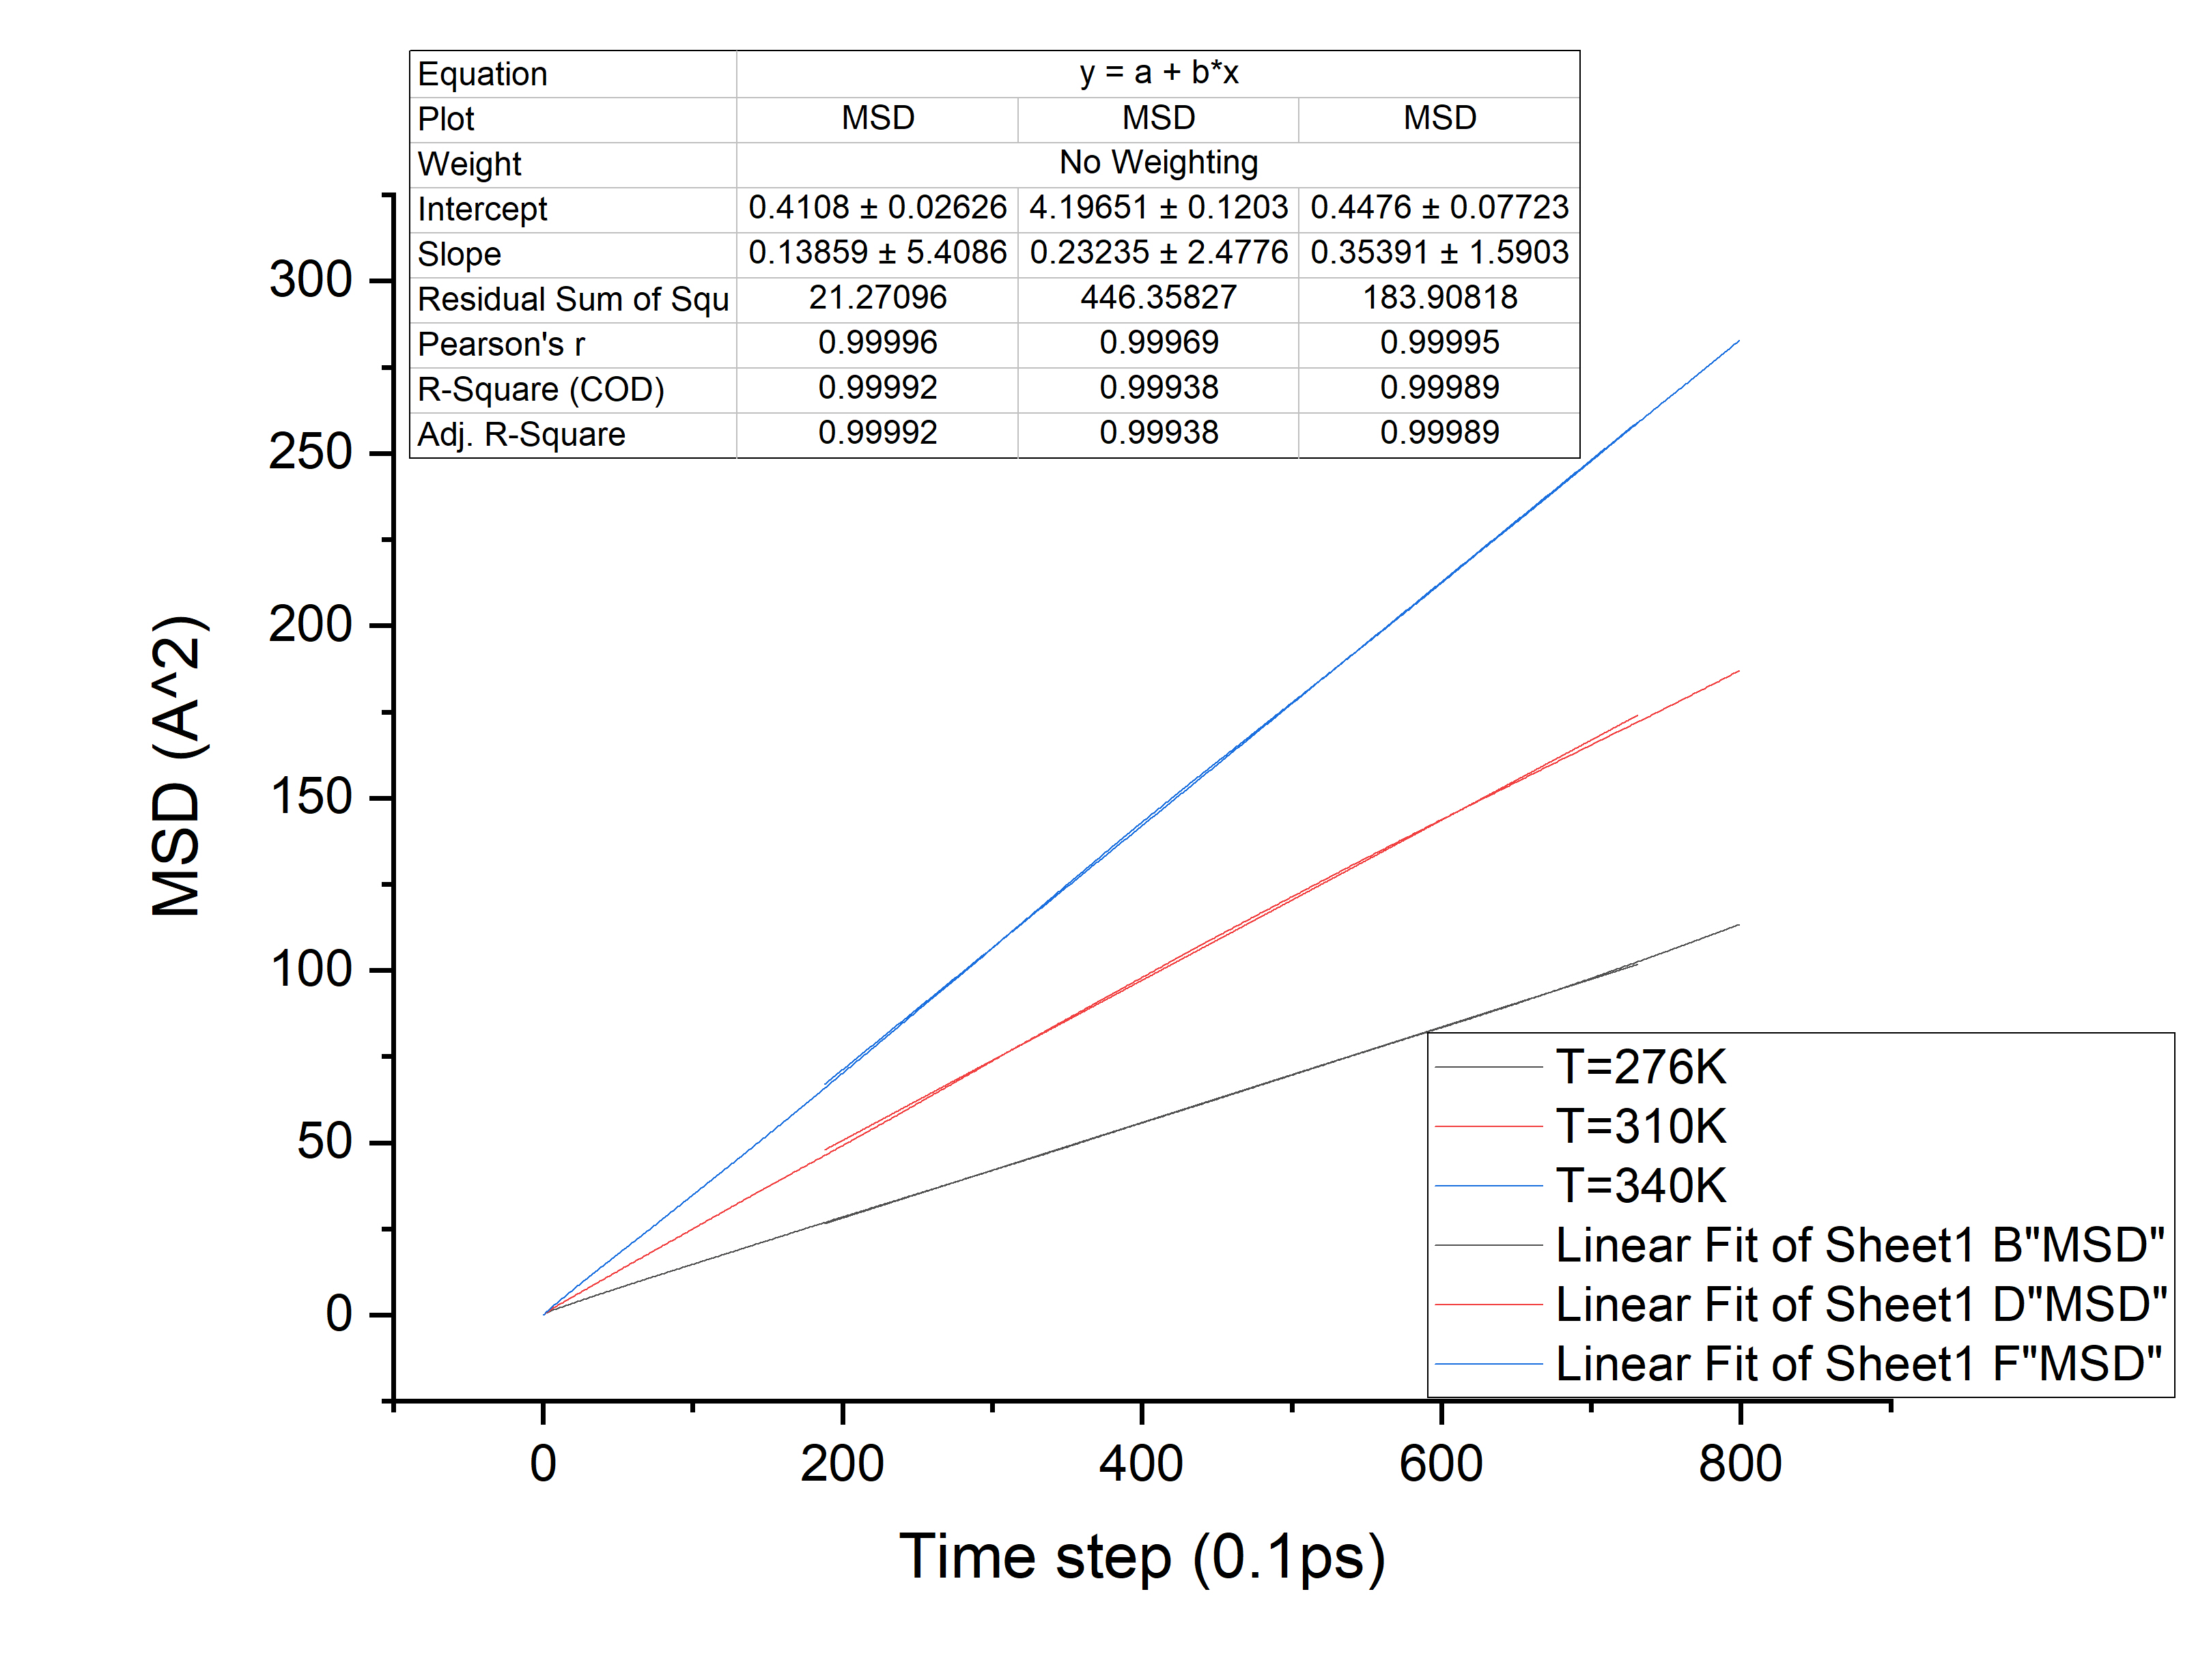 Equation y = a + b*x
Plot MSD MSD MSD
Weight No Weighting
Intercept 0.4108 ± 0.02626 4.19651 ± 0.1203 0.4476 ± 0.07723
Slope 0.13859 ± 5.4086 0.23235 ± 2.4776 0.35391 ± 1.5903
Residual Sum of Squ 21.27096 446.35827 183.90818
Pearson's r 0.99996 0.99969 0.99995
R-Square (COD) 0.99992 0.99938 0.99989
Adj. R-Square 0.99992 0.99938 0.99989
MSD (A^2)
300
250
200
150
100
50
0
T=276K
T=310K
T=340K
Linear Fit of Sheet1 B"MSD"
Linear Fit of Sheet1 D"MSD"
Linear Fit of Sheet1 F"MSD"
0 200 400 600 800
Time step (0.1ps)